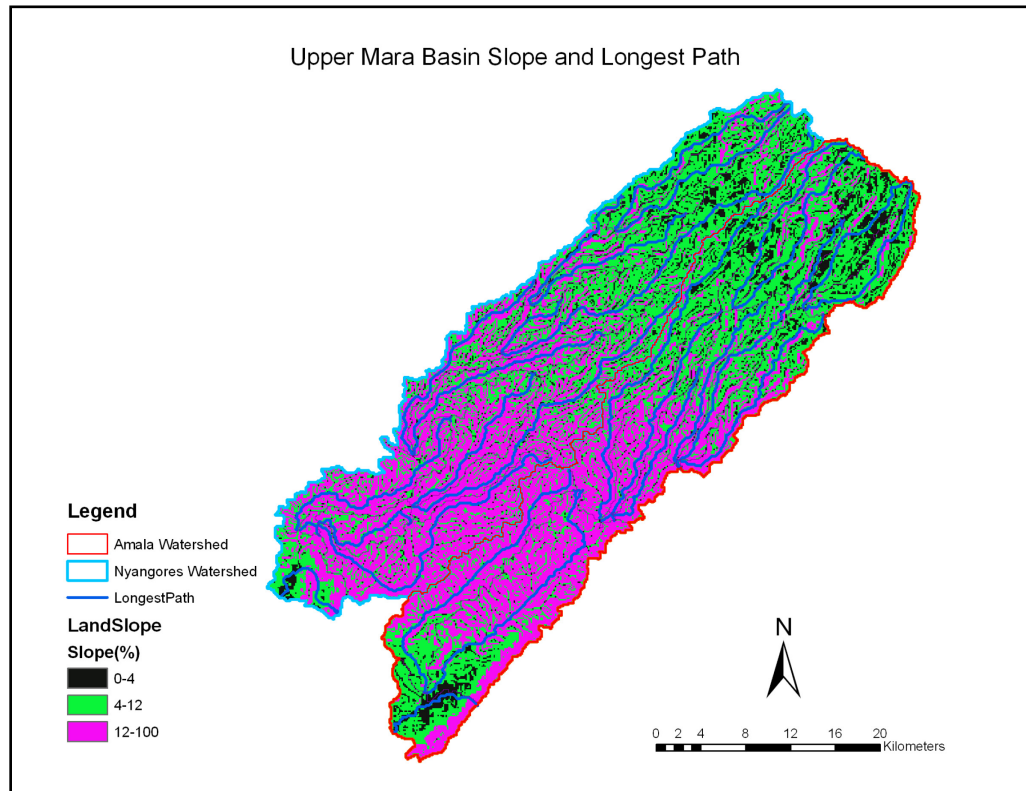 Upper Mara Basin Slope and Longest Path
Legend
Amala Watershed
Nyangores Watershed
LongestPath
LandSlope
Slope(%)
0-4
4-12
12-100
N
0 2 4 8 12 16 20
Kilometers